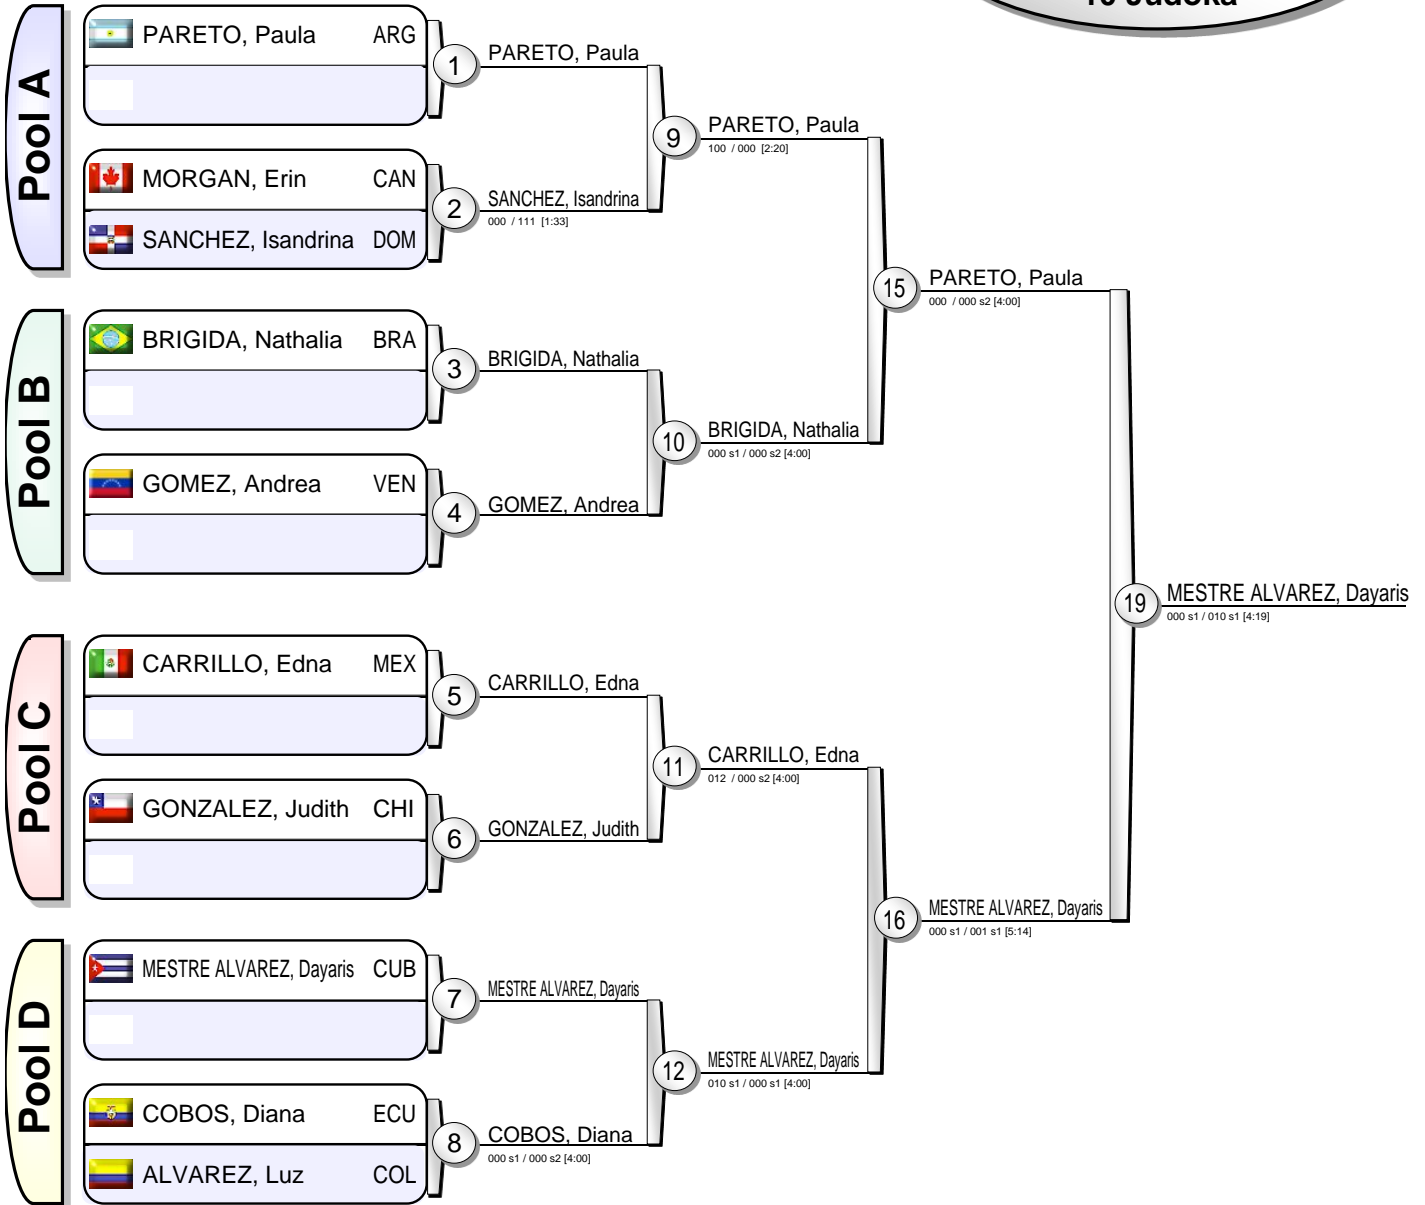 10 Judoka
Pool A
PARETO, Paula ARG
MORGAN, Erin CAN
SANCHEZ, Isandrina DOM
1
PARETO, Paula
2
SANCHEZ, Isandrina
000 / 111 [1:33]
9
PARETO, Paula
100 / 000 [2:20]
Pool B
BRIGIDA, Nathalia BRA
GOMEZ, Andrea VEN
3
BRIGIDA, Nathalia
4
GOMEZ, Andrea
10
BRIGIDA, Nathalia
000 s1 / 000 s2 [4:00]
15
PARETO, Paula
000 / 000 s2 [4:00]
Pool C
CARRILLO, Edna MEX
GONZALEZ, Judith CHI
5
CARRILLO, Edna
6
GONZALEZ, Judith
11
CARRILLO, Edna
012 / 000 s2 [4:00]
Pool D
MESTRE ALVAREZ, Dayaris CUB
COBOS, Diana ECU
ALVAREZ, Luz COL
7
MESTRE ALVAREZ, Dayaris
8
COBOS, Diana
000 s1 / 000 s2 [4:00]
12
MESTRE ALVAREZ, Dayaris
010 s1 / 000 s1 [4:00]
16
MESTRE ALVAREZ, Dayaris
000 s1 / 001 s1 [5:14]
19
MESTRE ALVAREZ, Dayaris
000 s1 / 010 s1 [4:19]